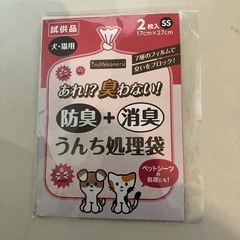 試供品
犬・猫用
2枚入 SS
17cm×27cm
7層のフィルムで
臭いをブロック!
あれ!?臭わない!
防臭+消臭
うんち処理袋
ペットシーツ
の処理にも!